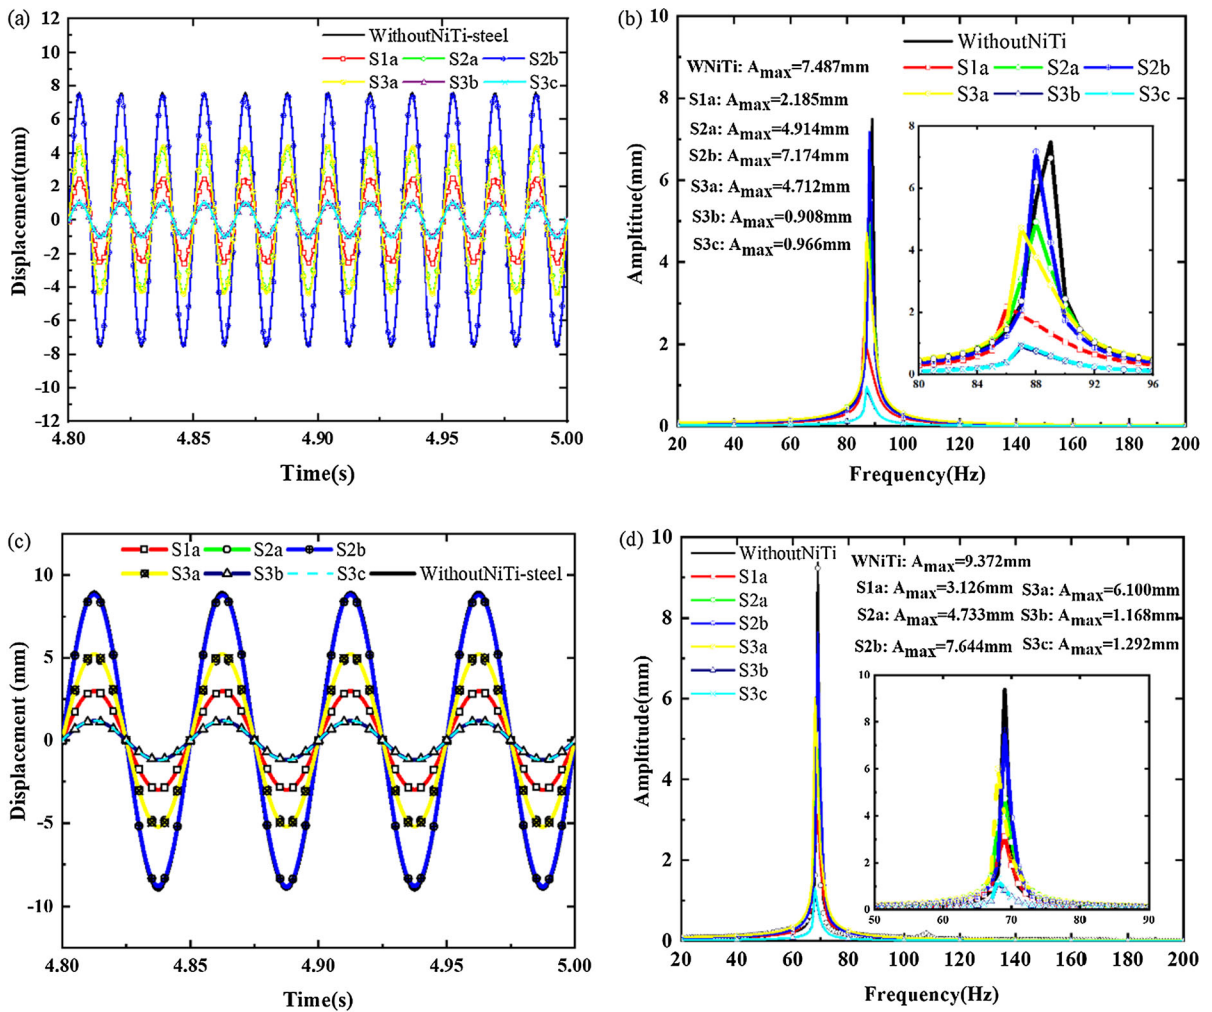 (a)
WithoutNiTi-steel
S1a S2a S2b
S3a S3b S3c
12
10
8
6
4
2
0
-2
-4
-6
-8
-10
-12
Displacement(mm)
4.80 4.85 4.90 4.95 5.00
Time(s)
(b)
WithoutNiTi
S1a S2a S2b
S3a S3b S3c
WNiTi: Amax=7.487mm
S1a: Amax=2.185mm
S2a: Amax=4.914mm
S2b: Amax=7.174mm
S3a: Amax=4.712mm
S3b: Amax=0.908mm
S3c: Amax=0.966mm
10
8
6
4
2
0
Ampltitue(mm)
8
7
6
4
2
0
80 84 88 92 96
20 40 60 80 100 120 140 160 180 200
Frequency(Hz)
(c)
S1a S2a S2b
S3a S3b S3c WithoutNiTi-steel
10
5
0
-5
-10
Displacement (mm)
4.80 4.85 4.90 4.95 5.00
Time(s)
(d)
WithoutNiTi
S1a
S2a
S2b
S3a
S3b
S3c
WNiTi: Amax=9.372mm
S1a: Amax=3.126mm S3a: Amax=6.100mm
S2a: Amax=4.733mm S3b: Amax=1.168mm
S2b: Amax=7.644mm S3c: Amax=1.292mm
10
8
6
4
2
0
Ampltitude(mm)
10
8
6
4
2
0
50 60 70 80 90
20 40 60 80 100 120 140 160 180 200
Frequency(Hz)